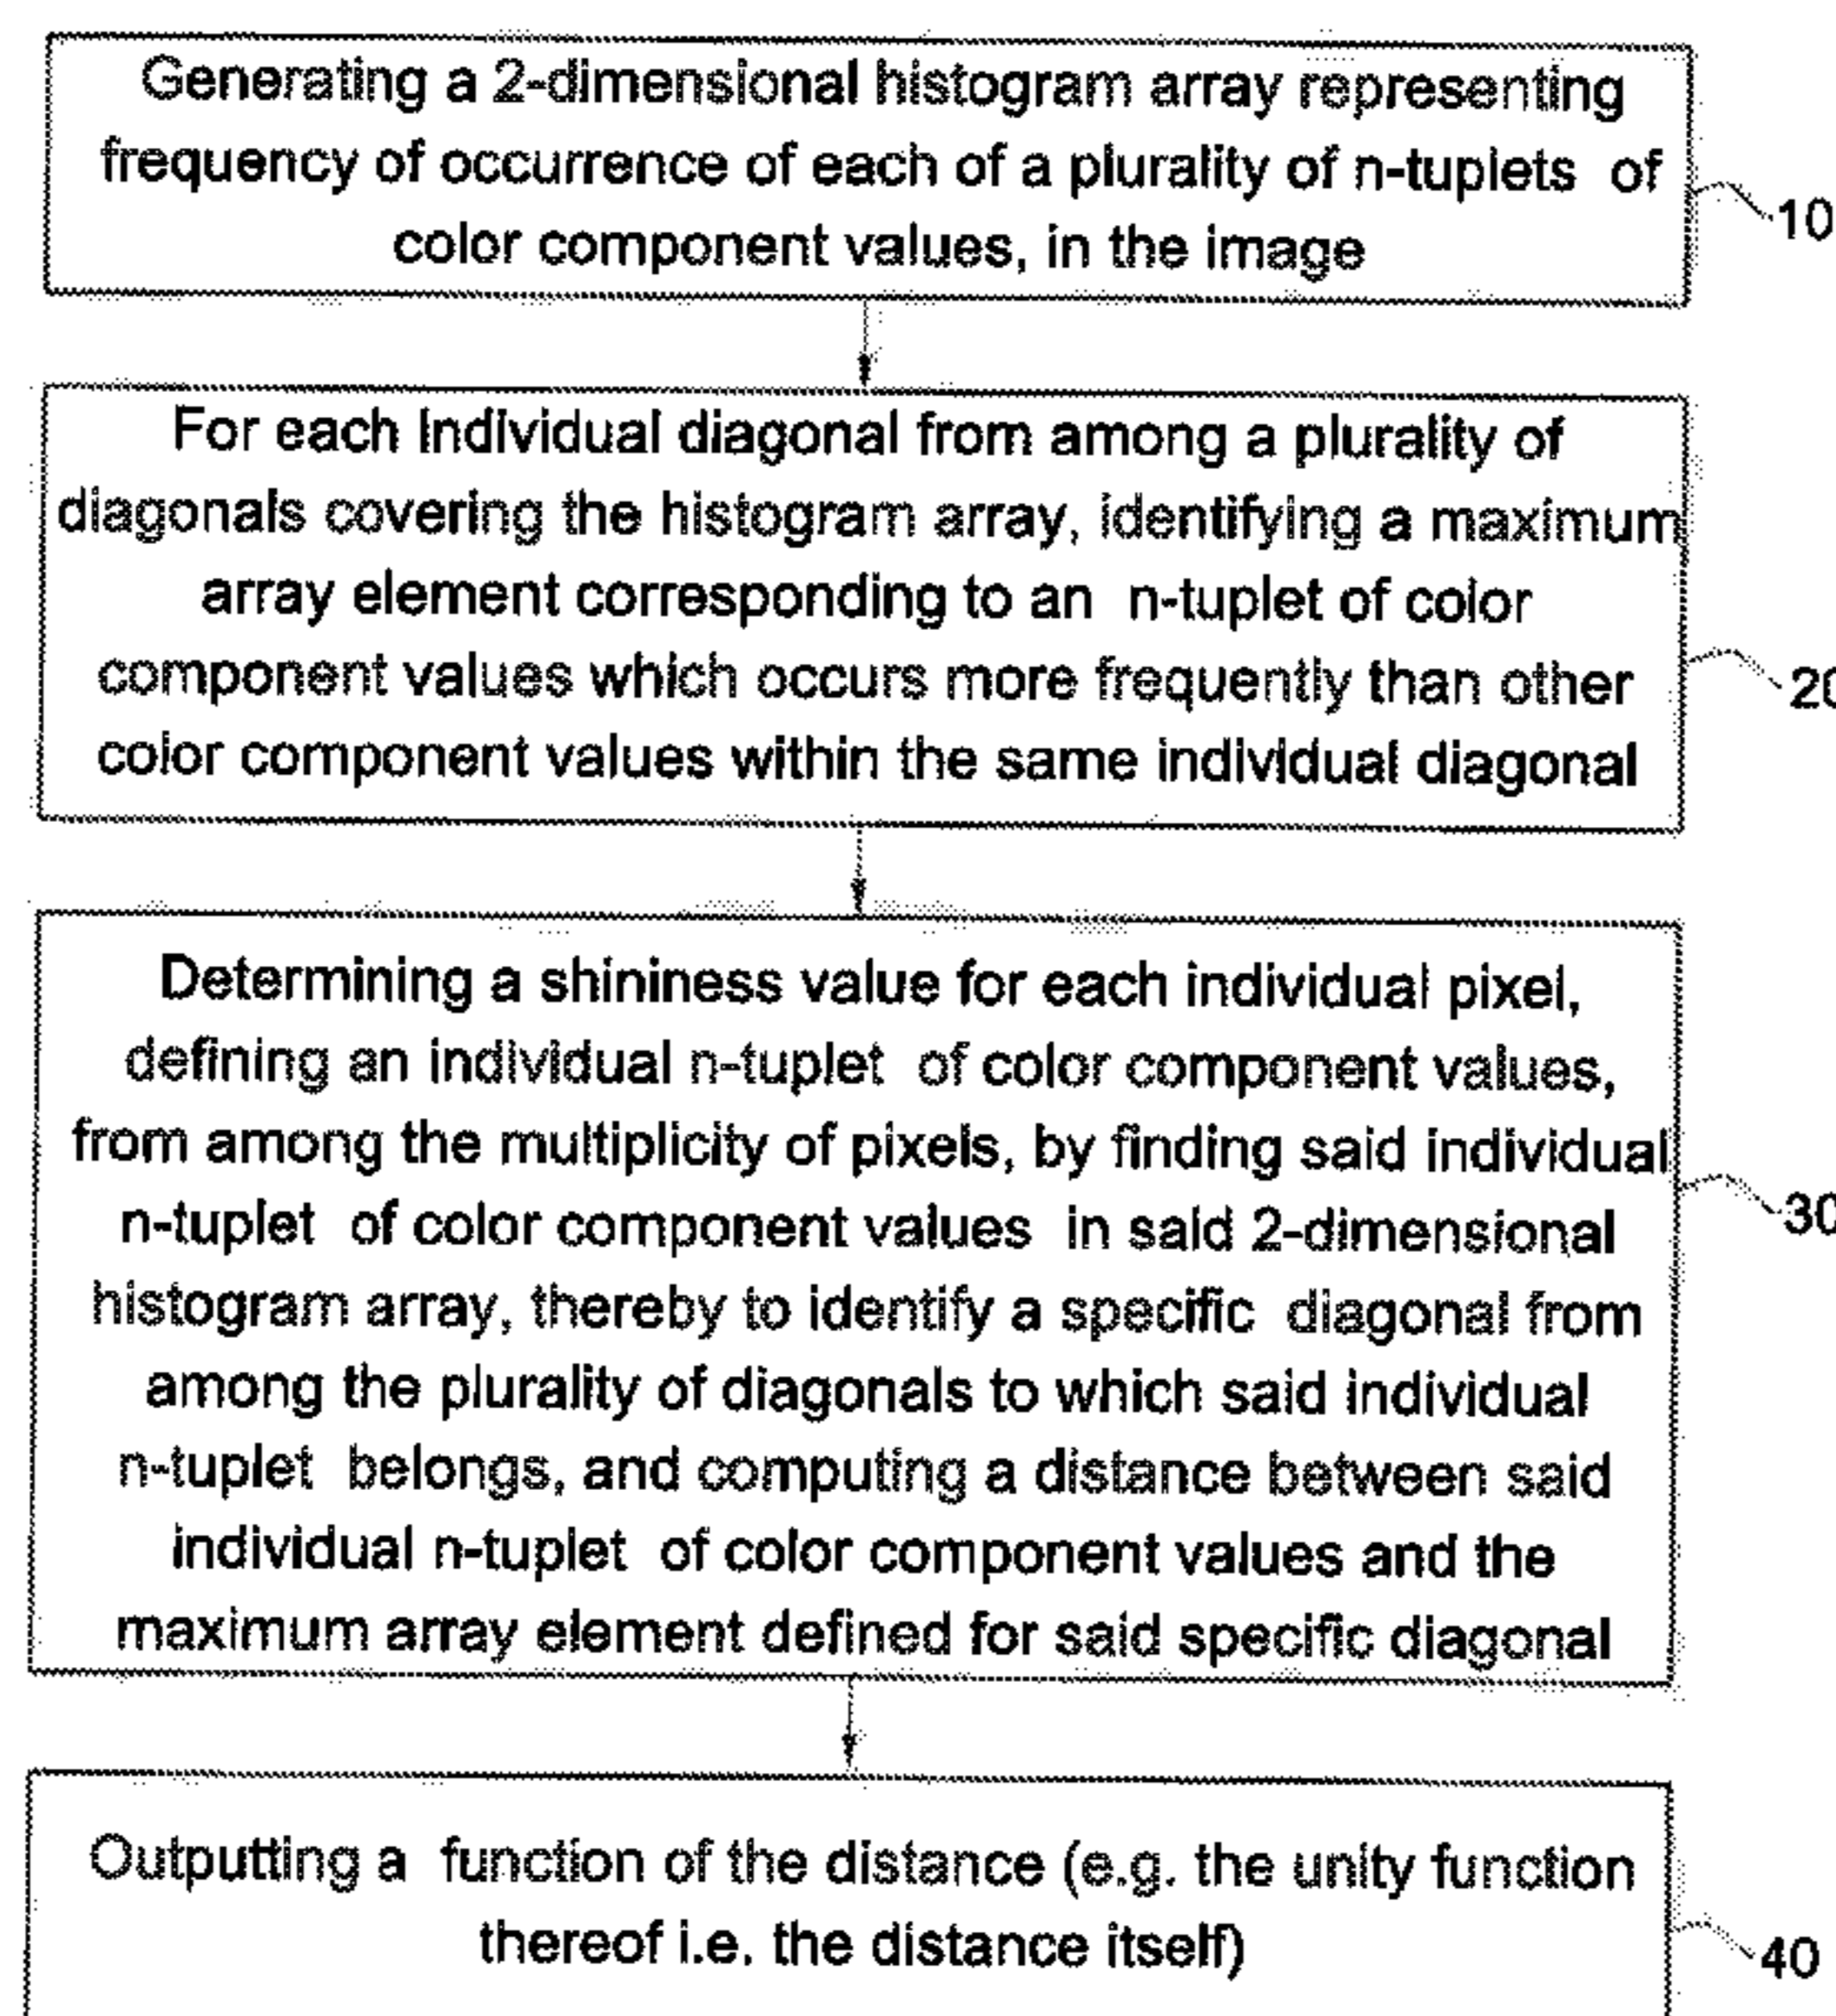 Generating a 2-dimensional histogram array representing
frequency of occurrence of each of a plurality of n-tuplets of
color component values, in the image
10
For each individual diagonal from among a plurality of
diagonals covering the histogram array, identifying a maximum
array element corresponding to an n-tuplet of color
component values which occurs more frequently than other
color component values within the same individual diagonal
20
Determining a shininess value for each individual pixel,
defining an individual n-tuplet of color component values,
from among the multiplicity of pixels, by finding said individual
n-tuplet of color component values in said 2-dimensional
histogram array, thereby to identify a specific diagonal from
among the plurality of diagonals to which said individual
n-tuplet belongs, and computing a distance between said
individual n-tuplet of color component values and the
maximum array element defined for said specific diagonal
30
Outputting a function of the distance (e.g. the unity function
thereof i.e. the distance itself)
40